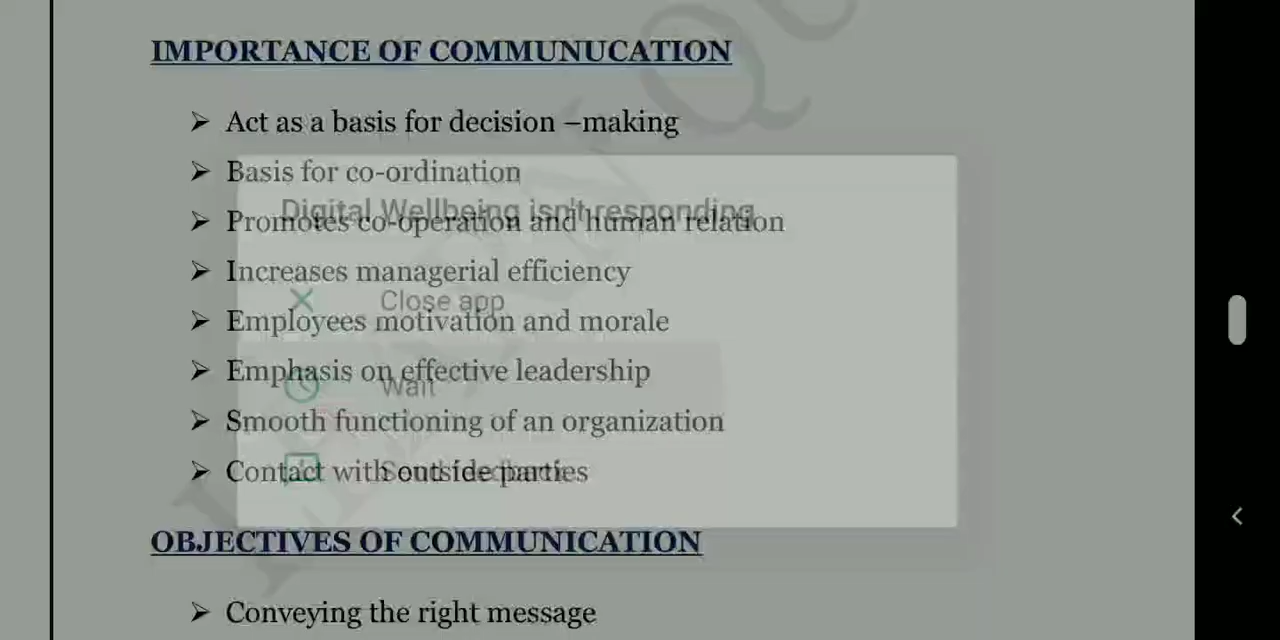 IMPORTANCE OF COMMUNUCATION
➤ Act as a basis for decision –making
➤ Basis for co-ordination
Digital Wellbeing isn't responding
➤ Promotes co-operation and human relation
➤ Increases managerial efficiency
Close app
➤ Employees motivation and morale
➤ Emphasis on effective leadership
Wait
➤ Smooth functioning of an organization
➤ Contact with outside parties
OBJECTIVES OF COMMUNICATION
➤ Conveying the right message